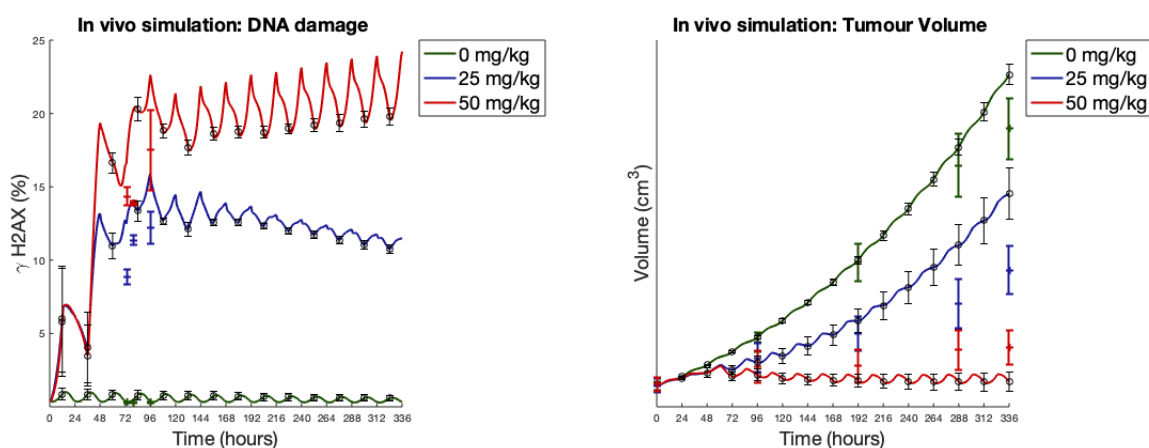 In vivo simulation: DNA damage
25
20
15
10
5
γ H2AX (%)
0 24 48 72 96 120 144 168 192 216 240 264 288 312 336
Time (hours)
0 mg/kg
25 mg/kg
50 mg/kg
In vivo simulation: Tumour Volume
Volume (cm³)
0 24 48 72 96 120 144 168 192 216 240 264 288 312 336
Time (hours)
0 mg/kg
25 mg/kg
50 mg/kg